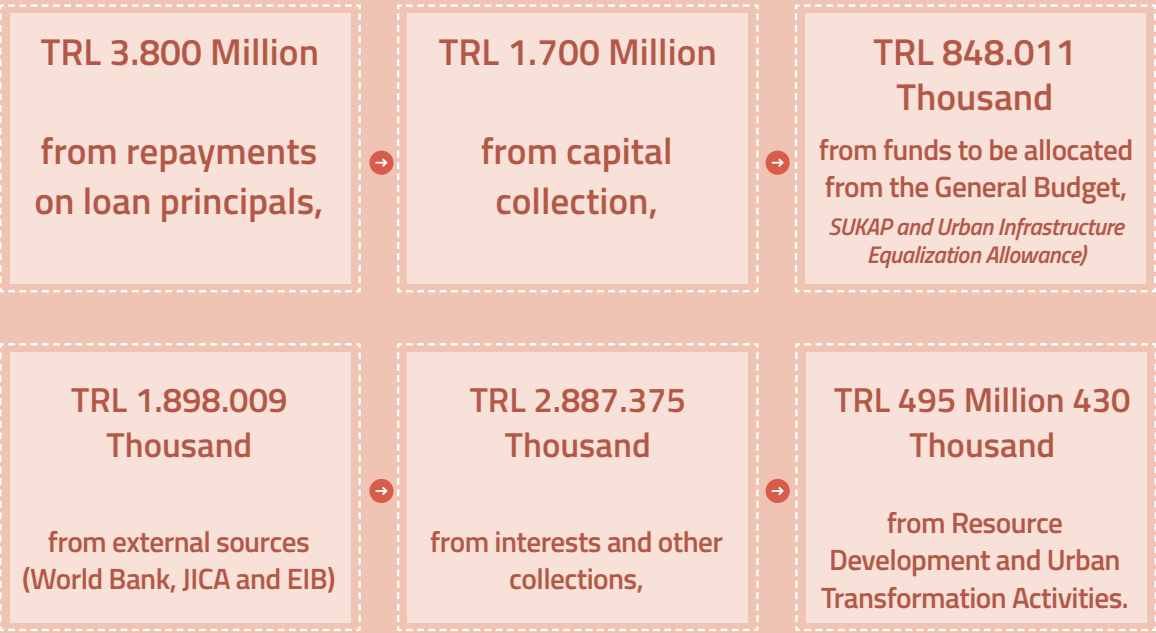 TRL 3.800 Million
from repayments
on loan principals,
TRL 1.700 Million
from capital
collection,
TRL 848.011
Thousand
from funds to be allocated
from the General Budget,
SUKAP and Urban Infrastructure
Equalization Allowance)
TRL 1.898.009
Thousand
from external sources
(World Bank, JICA and EIB)
TRL 2.887.375
Thousand
from interests and other
collections,
TRL 495 Million 430
Thousand
from Resource
Development and Urban
Transformation Activities.